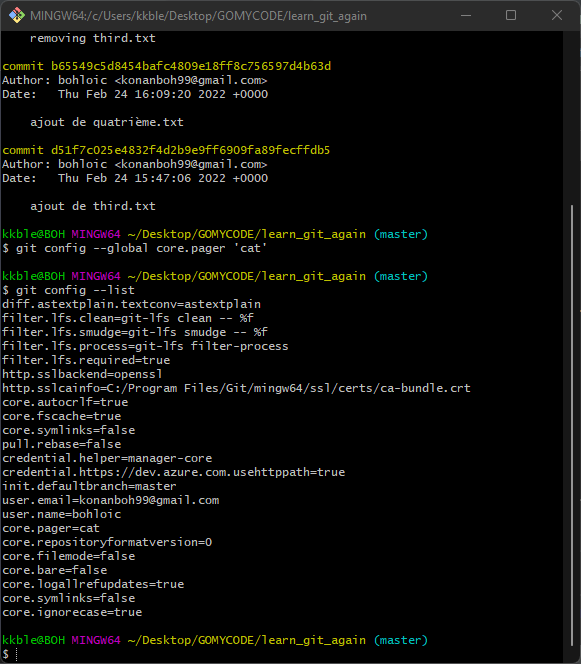 MINGW64:/c/Users/kkble/Desktop/GOMYCODE/learn_git_again
removing third.txt
commit b65549c5d8454bafc4809e18ff8c756597d4b63d
Author: bohloic <konanboh99@gmail.com>
Date:   Thu Feb 24 16:09:20 2022 +0000
ajout de quatrième.txt
commit d51f7c025e4832f4d2b9e9ff6909fa89fecffdb5
Author: bohloic <konanboh99@gmail.com>
Date:   Thu Feb 24 15:47:06 2022 +0000
ajout de third.txt
kkble@BOH MINGW64 ~/Desktop/GOMYCODE/learn_git_again (master)
$ git config --global core.pager 'cat'
kkble@BOH MINGW64 ~/Desktop/GOMYCODE/learn_git_again (master)
$ git config --list
diff.astextplain.textconv=astextplain
filter.lfs.clean=git-lfs clean -- %f
filter.lfs.smudge=git-lfs smudge -- %f
filter.lfs.process=git-lfs filter-process
filter.lfs.required=true
http.sslbackend=openssl
http.sslcainfo=C:/Program Files/Git/mingw64/ssl/certs/ca-bundle.crt
core.autocrlf=true
core.fscache=true
core.symlinks=false
pull.rebase=false
credential.helper=manager-core
credential.https://dev.azure.com.usehttppath=true
init.defaultbranch=master
user.email=konanboh99@gmail.com
user.name=bohloic
core.pager=cat
core.repositoryformatversion=0
core.filemode=false
core.bare=false
core.logallrefupdates=true
core.symlinks=false
core.ignorecase=true
kkble@BOH MINGW64 ~/Desktop/GOMYCODE/learn_git_again (master)
$